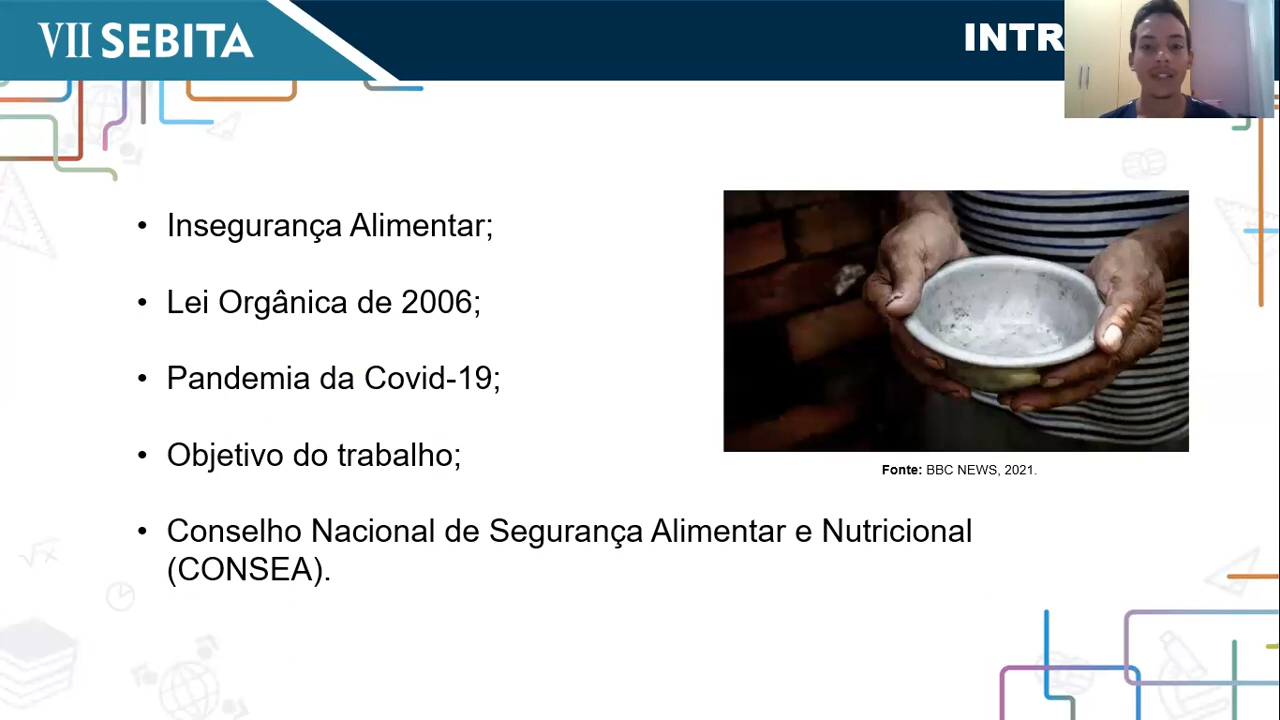 VII SEBITA
INTR
• Insegurança Alimentar;
• Lei Orgânica de 2006;
• Pandemia da Covid-19;
• Objetivo do trabalho;
• Conselho Nacional de Segurança Alimentar e Nutricional
(CONSEA).
Fonte: BBC NEWS, 2021.